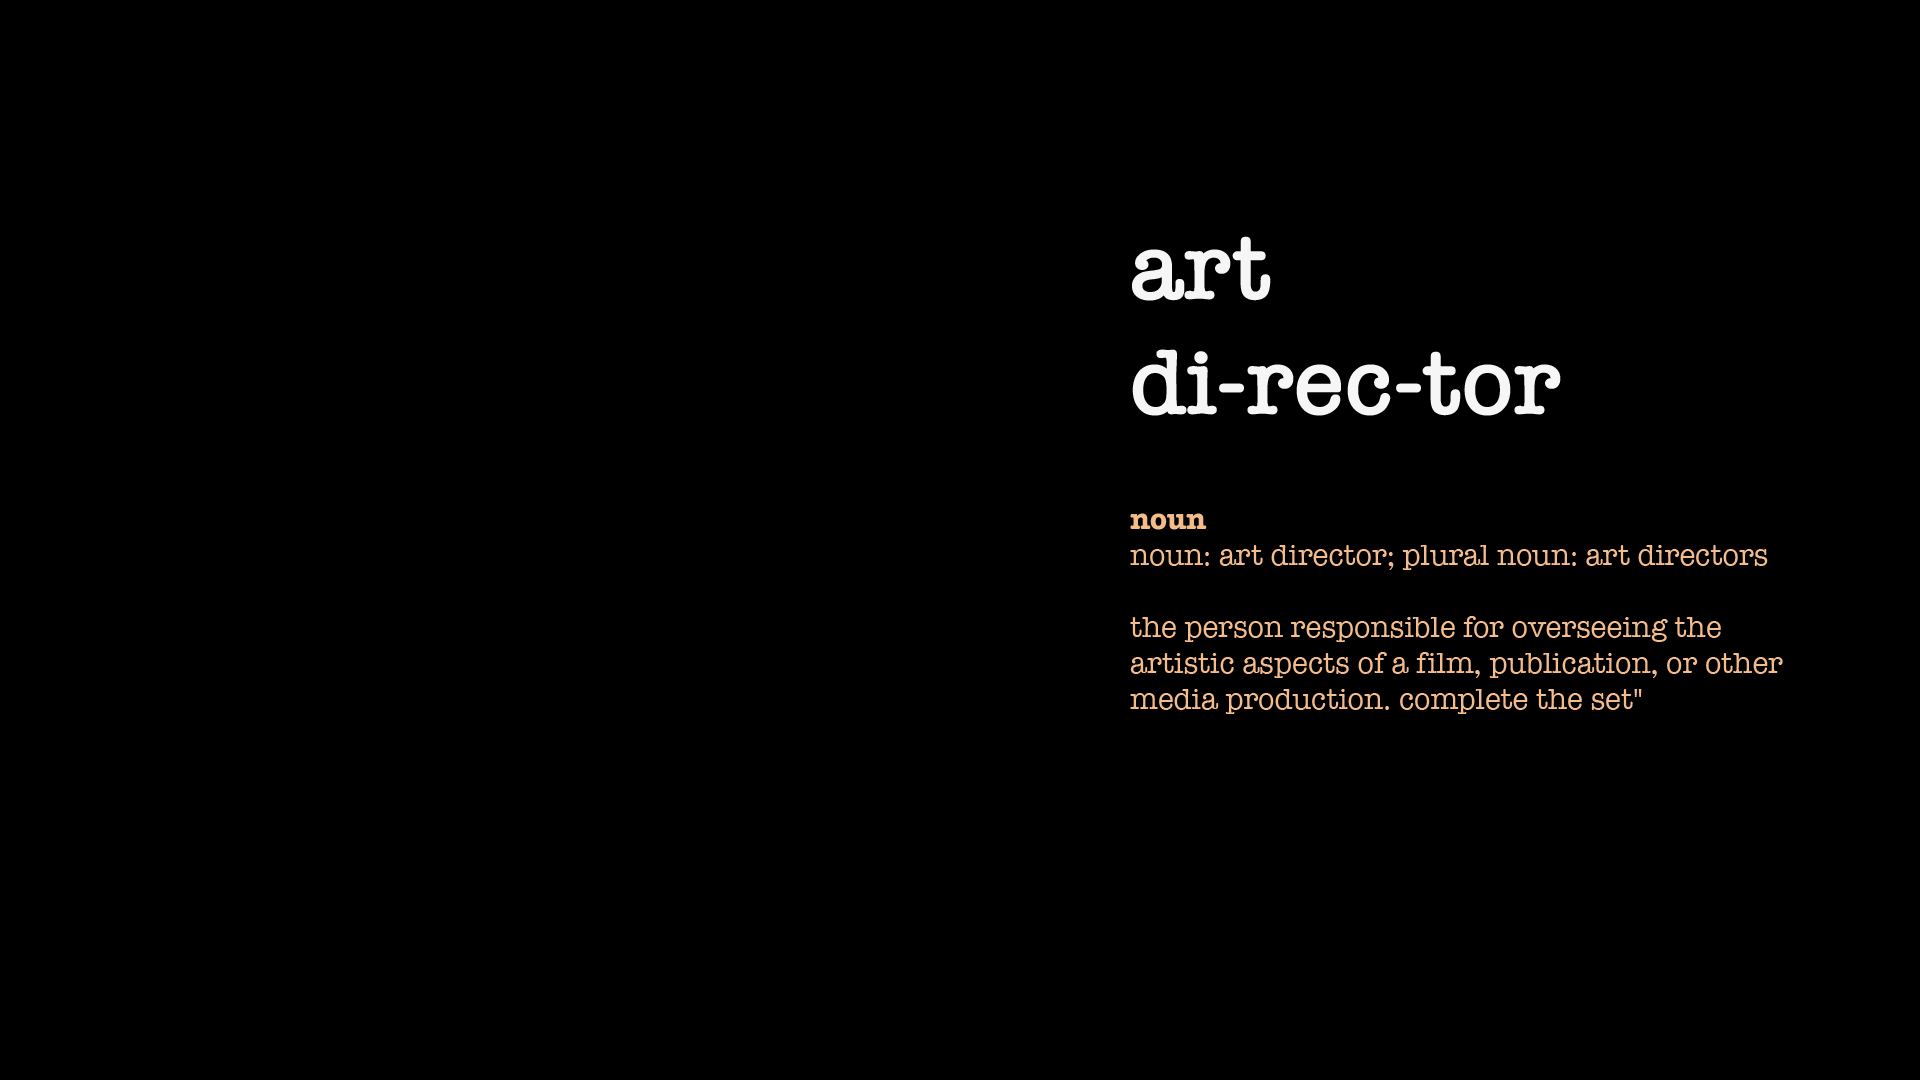 art
di-rec-tor
noun
noun: art director; plural noun: art directors
the person responsible for overseeing the
artistic aspects of a film, publication, or other
media production. complete the set"